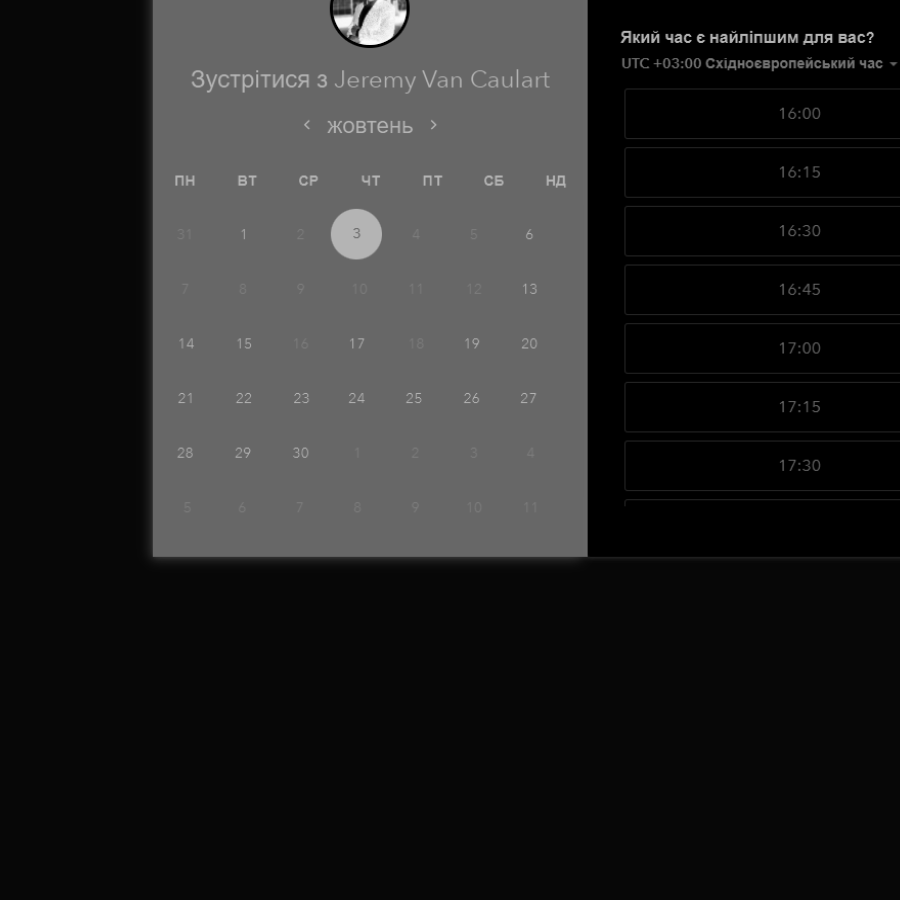 Зустрітися з Jeremy Van Caulart
жовтень
ПН ВТ СР ЧТ ПТ СБ НД
31 1 2 3 4 5 6
7 8 9 10 11 12 13
14 15 16 17 18 19 20
21 22 23 24 25 26 27
28 29 30 1 2 3 4
5 6 7 8 9 10 11
Який час є найліпшим для вас?
UTC +03:00 Східноєвропейський час
16:00
16:15
16:30
16:45
17:00
17:15
17:30